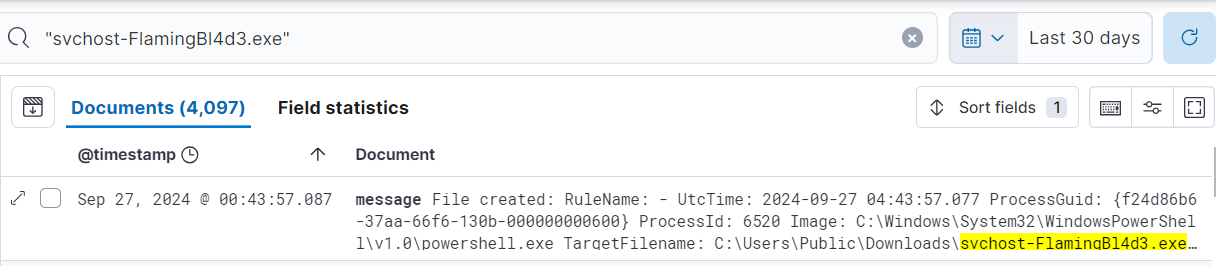 "svchost-FlamingBl4d3.exe"
Last 30 days
Documents (4,097)
Field statistics
Sort fields 1
@timestamp
Document
Sep 27, 2024 @ 00:43:57.087
message File created: RuleName: - UtcTime: 2024-09-27 04:43:57.077 ProcessGuid: {f24d86b6
-37aa-66f6-130b-000000000600} ProcessId: 6520 Image: C:\Windows\System32\WindowsPowerShel
l\v1.0\powershell.exe TargetFilename: C:\Users\Public\Downloads\svchost-FlamingBl4d3.exe…